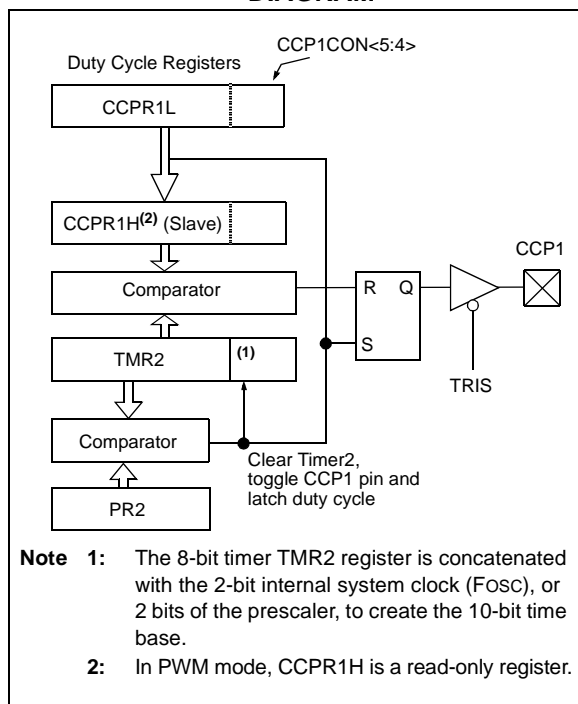 DIAGRAM
CCP1CON<5:4>
Duty Cycle Registers
CCPR1L
CCPR1H(2) (Slave)
CCP1
Comparator
R Q
TMR2
(1)
S
TRIS
Comparator
Clear Timer2,
toggle CCP1 pin and
latch duty cycle
PR2
Note 1: The 8-bit timer TMR2 register is concatenated
with the 2-bit internal system clock (FOSC), or
2 bits of the prescaler, to create the 10-bit time
base.
2: In PWM mode, CCPR1H is a read-only register.